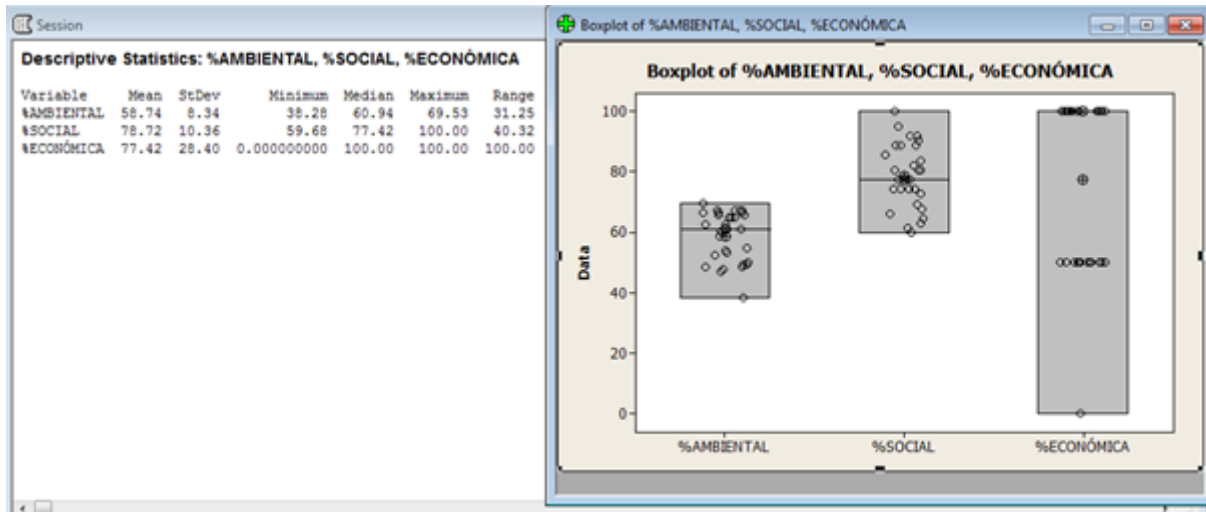 Session
Descriptive Statistics: %AMBIENTAL, %SOCIAL, %ECONÓMICA
Variable Mean StDev Minimum Median Maximum Range
%AMBIENTAL 58.74 8.34 38.28 60.94 69.53 31.25
%SOCIAL 78.72 10.36 59.68 77.42 100.00 40.32
%ECONÓMICA 77.42 28.40 0.000000000 100.00 100.00 100.00
Boxplot of %AMBIENTAL, %SOCIAL, %ECONÓMICA
Boxplot of %AMBIENTAL, %SOCIAL, %ECONÓMICA
100
80
60
40
20
0
Data
%AMBIENTAL %SOCIAL %ECONÓMICA